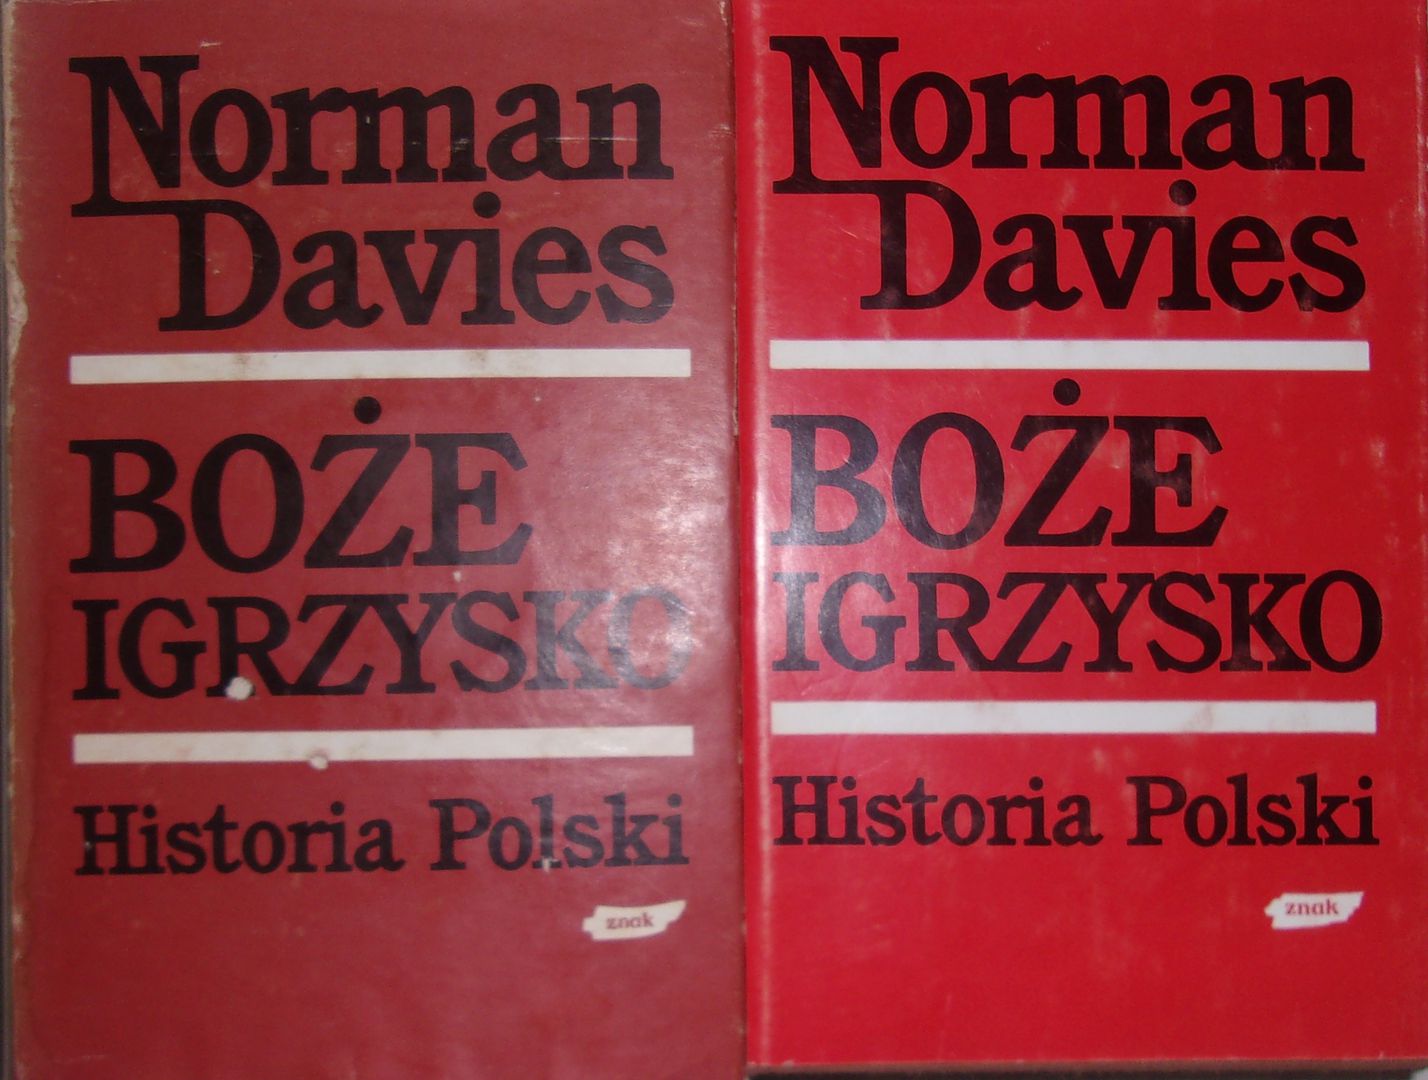 Norman
Davies
BOŻE
IGRZYSKO
Historia Polski
znak
Norman
Davies
BOŻE
IGRZYSKO
Historia Polski
znak